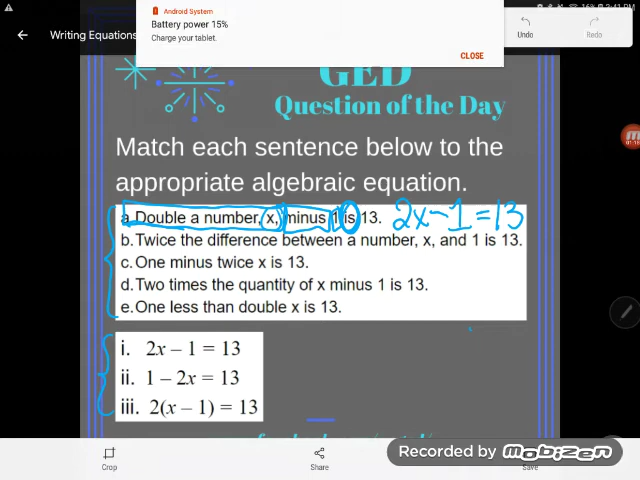 Android System
Battery power 15%
Charge your tablet.
CLOSE
Writing Equations
Undo
Redo
GED
Question of the Day
Match each sentence below to the
appropriate algebraic equation.
a. Double a number, x, minus 1 is 13. 2x-1=13
b. Twice the difference between a number, x, and 1 is 13.
c. One minus twice x is 13.
d. Two times the quantity of x minus 1 is 13.
e. One less than double x is 13.
i. 2x – 1 = 13
ii. 1 – 2x = 13
iii. 2(x – 1) = 13
Recorded by mobizen
Crop
Share
Save